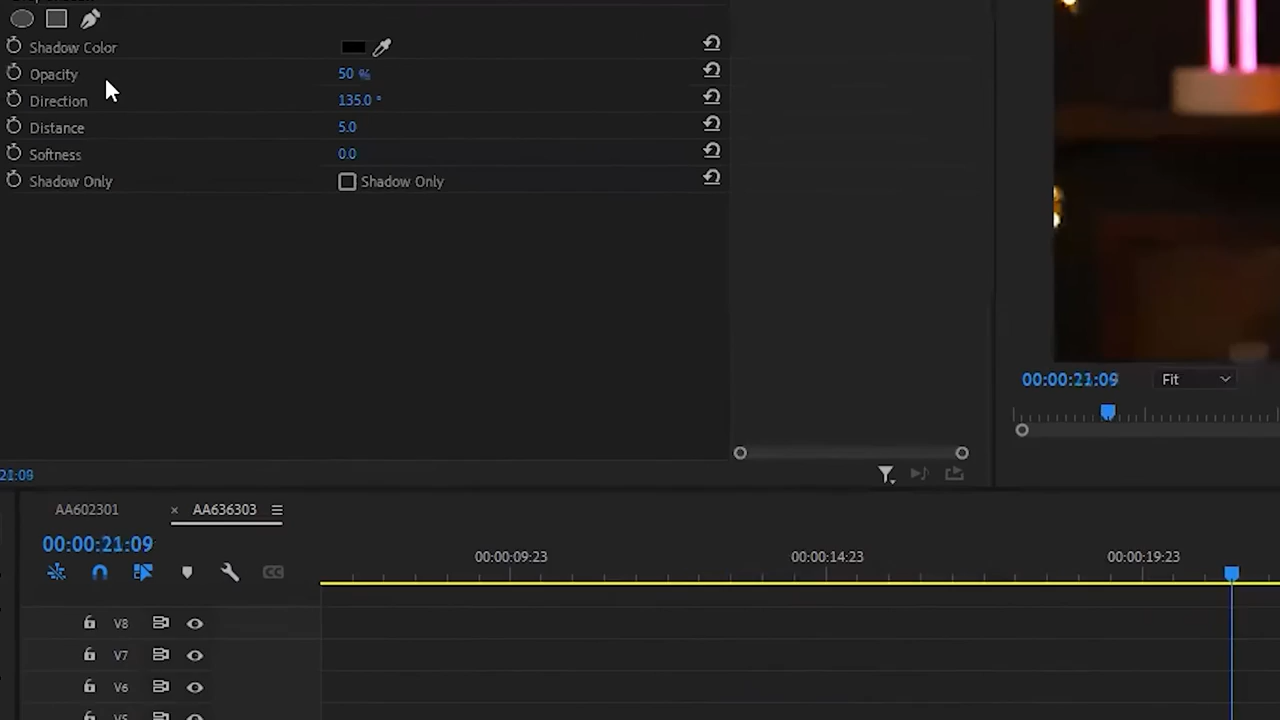 Shadow Color
Opacity 50 %
Direction 135.0 °
Distance 5.0
Softness 0.0
Shadow Only Shadow Only
00:00:21:09 Fit
21:09
AA602301 × AA636303
00:00:21:09
00:00:09:23 00:00:14:23 00:00:19:23
CC
V8
V7
V6
V5